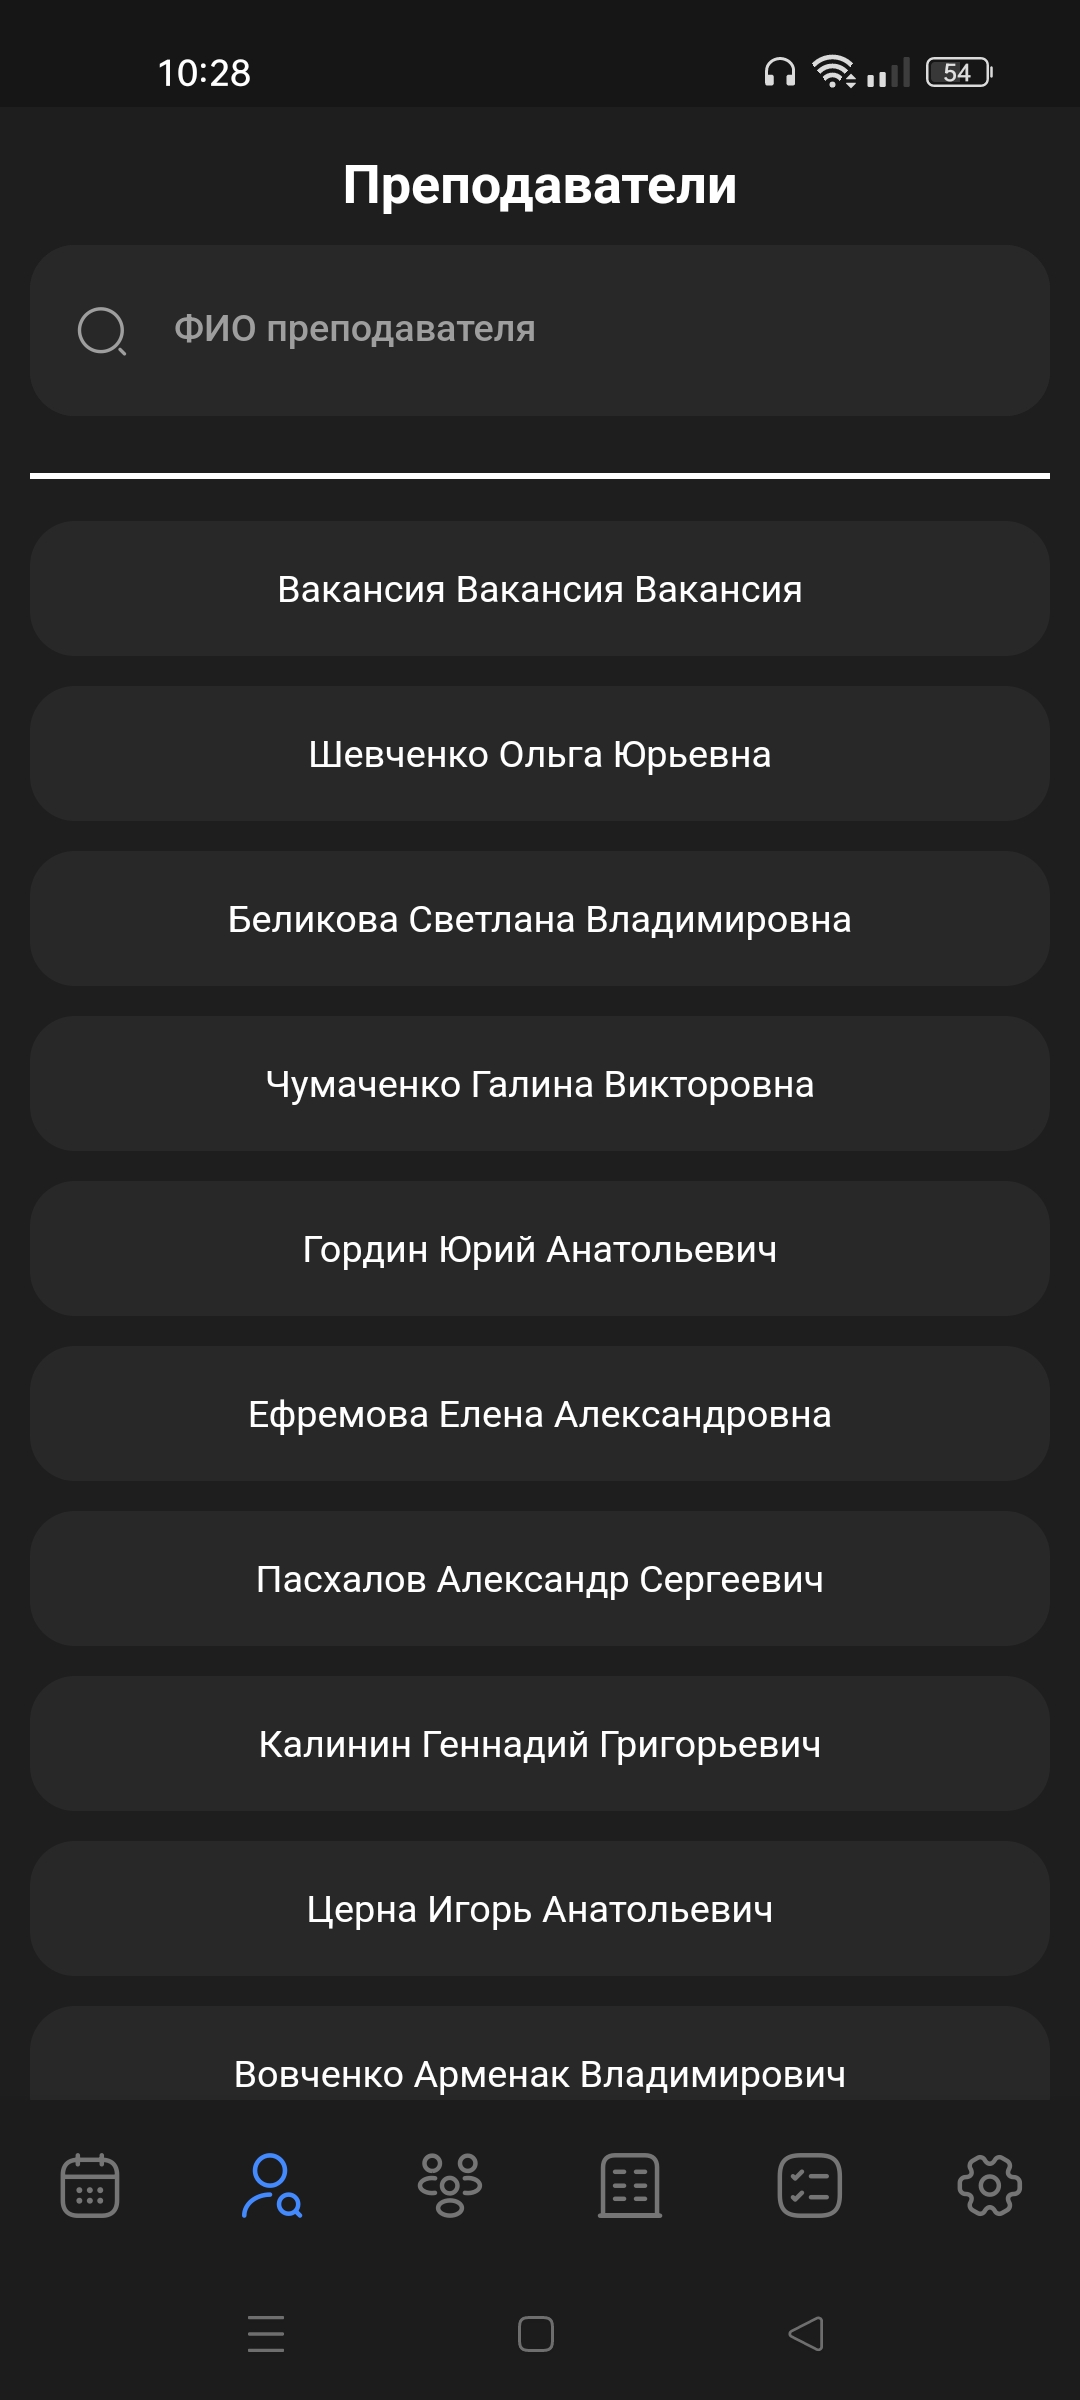 10:28
54
Преподаватели
ФИО преподавателя
Вакансия Вакансия Вакансия
Шевченко Ольга Юрьевна
Беликова Светлана Владимировна
Чумаченко Галина Викторовна
Гордин Юрий Анатольевич
Ефремова Елена Александровна
Пасхалов Александр Сергеевич
Калинин Геннадий Григорьевич
Церна Игорь Анатольевич
Вовченко Арменак Владимирович